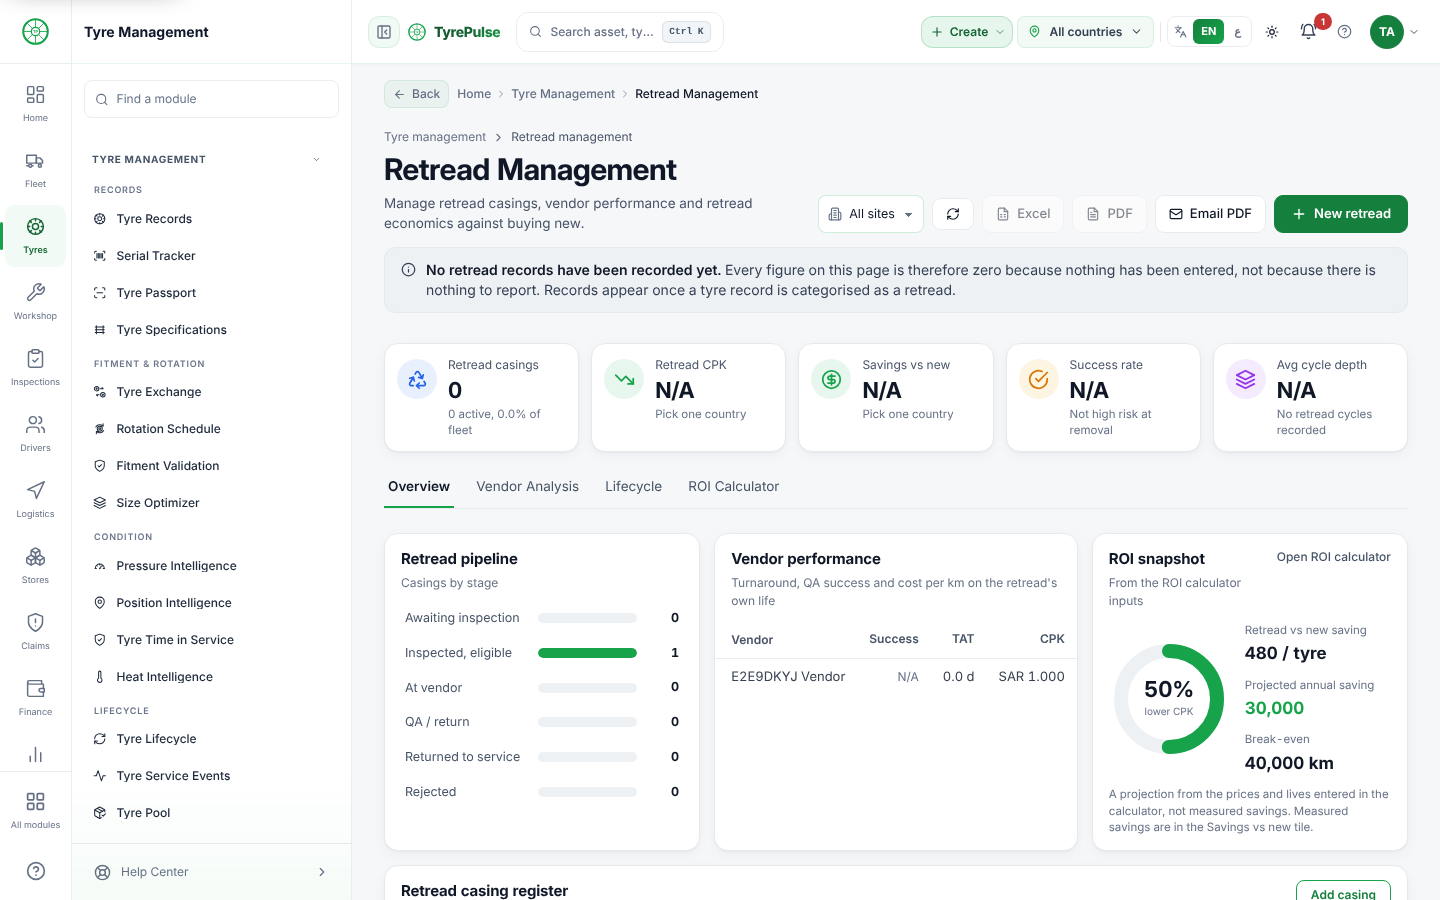 Tyre Management
TyrePulse
Search asset, ty...
Ctrl K
Create
All countries
EN
ع
1
TA
Home
Fleet
Tyres
Workshop
Inspections
Drivers
Logistics
Stores
Claims
Finance
All modules
Find a module
TYRE MANAGEMENT
RECORDS
Tyre Records
Serial Tracker
Tyre Passport
Tyre Specifications
FITMENT & ROTATION
Tyre Exchange
Rotation Schedule
Fitment Validation
Size Optimizer
CONDITION
Pressure Intelligence
Position Intelligence
Tyre Time in Service
Heat Intelligence
LIFECYCLE
Tyre Lifecycle
Tyre Service Events
Tyre Pool
Help Center
Back
Home
Tyre Management
Retread Management
Tyre management
Retread management
Retread Management
Manage retread casings, vendor performance and retread
economics against buying new.
All sites
Excel
PDF
Email PDF
New retread
No retread records have been recorded yet. Every figure on this page is therefore zero because nothing has been entered, not because there is
nothing to report. Records appear once a tyre record is categorised as a retread.
Retread casings
0
0 active, 0.0% of
fleet
Retread CPK
N/A
Pick one country
Savings vs new
N/A
Pick one country
Success rate
N/A
Not high risk at
removal
Avg cycle depth
N/A
No retread cycles
recorded
Overview
Vendor Analysis
Lifecycle
ROI Calculator
Retread pipeline
Casings by stage
Awaiting inspection 0
Inspected, eligible 1
At vendor 0
QA / return 0
Returned to service 0
Rejected 0
Vendor performance
Turnaround, QA success and cost per km on the retread's
own life
Vendor Success TAT CPK
E2E9DKYJ Vendor N/A 0.0 d SAR 1.000
ROI snapshot
Open ROI calculator
From the ROI calculator
inputs
50%
lower CPK
Retread vs new saving
480 / tyre
Projected annual saving
30,000
Break-even
40,000 km
A projection from the prices and lives entered in the
calculator, not measured savings. Measured
savings are in the Savings vs new tile.
Retread casing register
Add casing